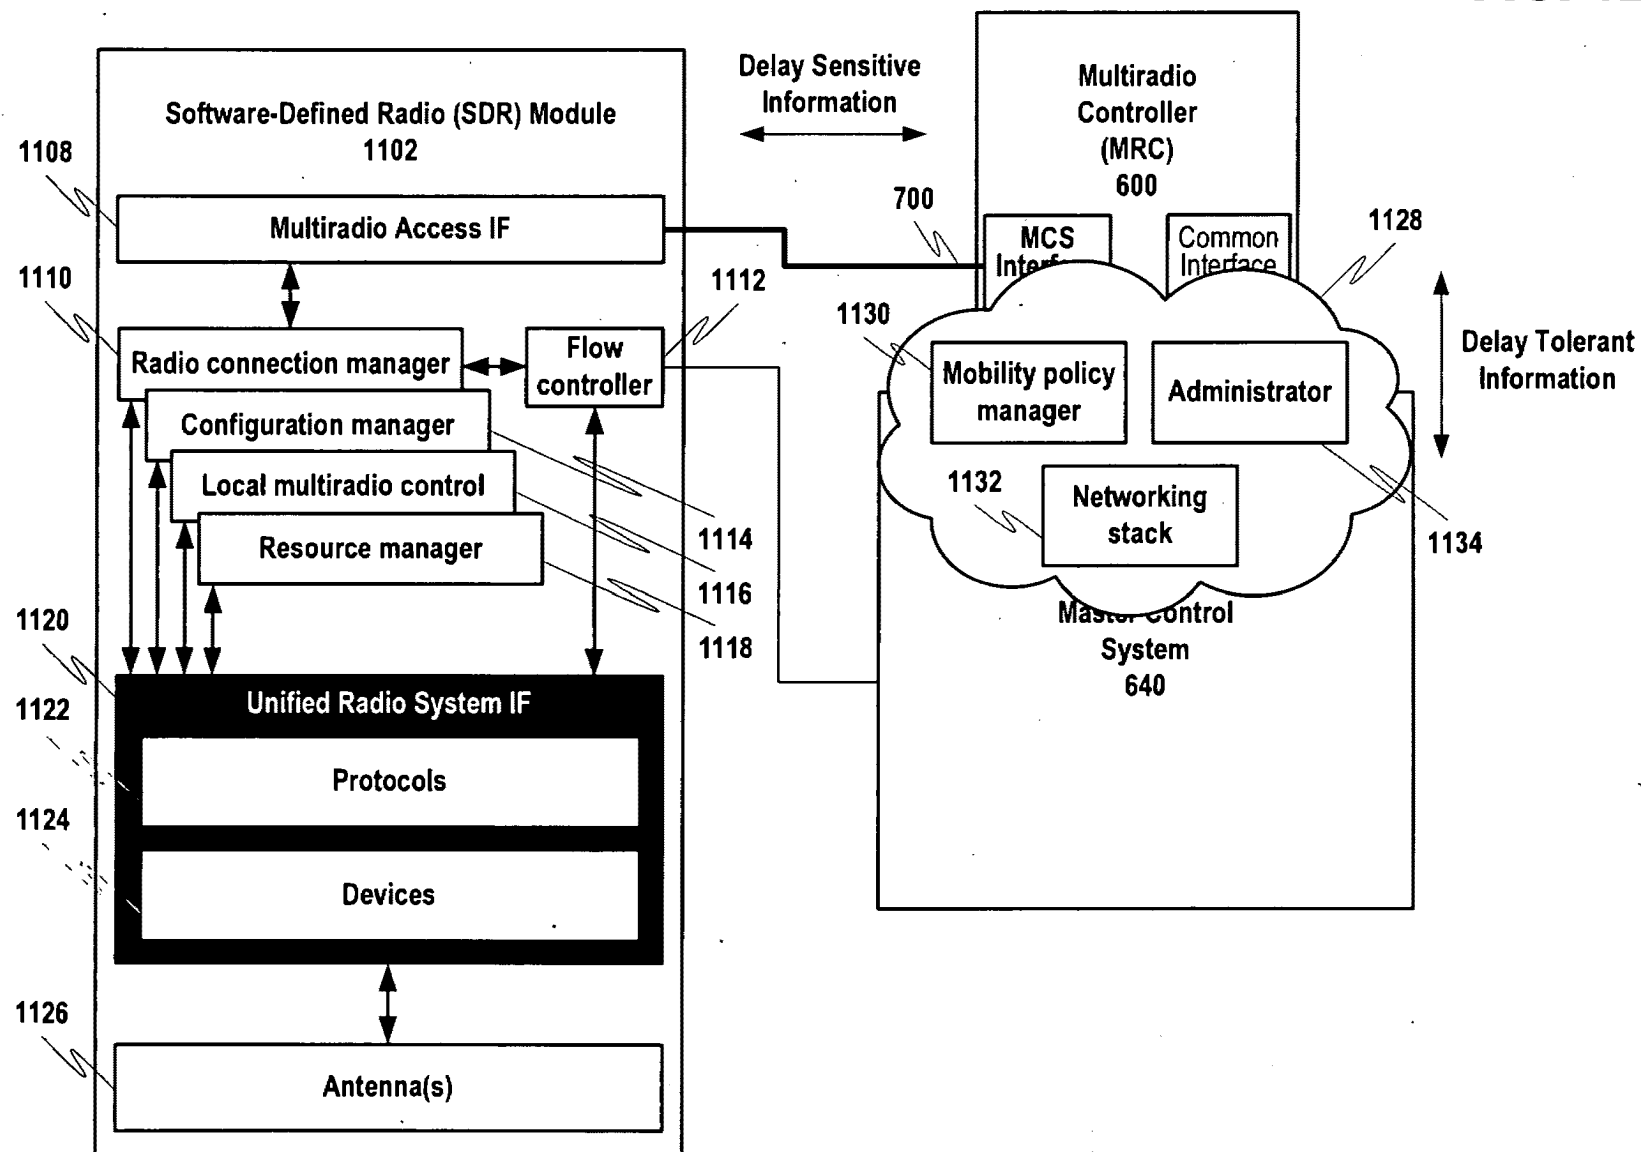 Software-Defined Radio (SDR) Module
1102
1108
Multiradio Access IF
1110
Radio connection manager
Flow
controller
1112
Configuration manager
Local multiradio control
Resource manager
1114
1116
1118
1120
Unified Radio System IF
1122
Protocols
1124
Devices
1126
Antenna(s)
Delay Sensitive
Information
700
Multiradio
Controller
(MRC)
600
MCS
Common
Interface
1128
1130
Mobility policy
manager
Administrator
1132
Networking
stack
1134
Delay Tolerant
Information
Master Control
System
640